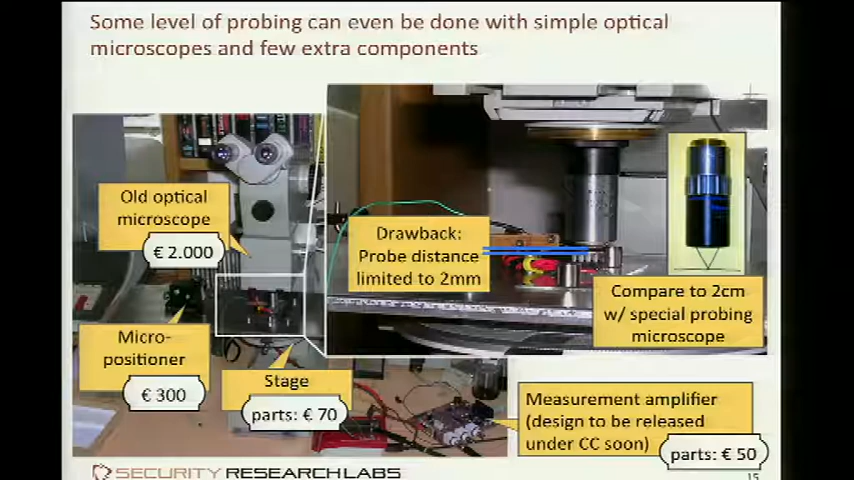 Some level of probing can even be done with simple optical
microscopes and few extra components
Old optical
microscope
€ 2.000
Drawback:
Probe distance
limited to 2mm
Compare to 2cm
w/ special probing
microscope
Micro-
positioner
€ 300
Stage
parts: € 70
Measurement amplifier
(design to be released
under CC soon)
parts: € 50
SECURITY RESEARCH LABS
15